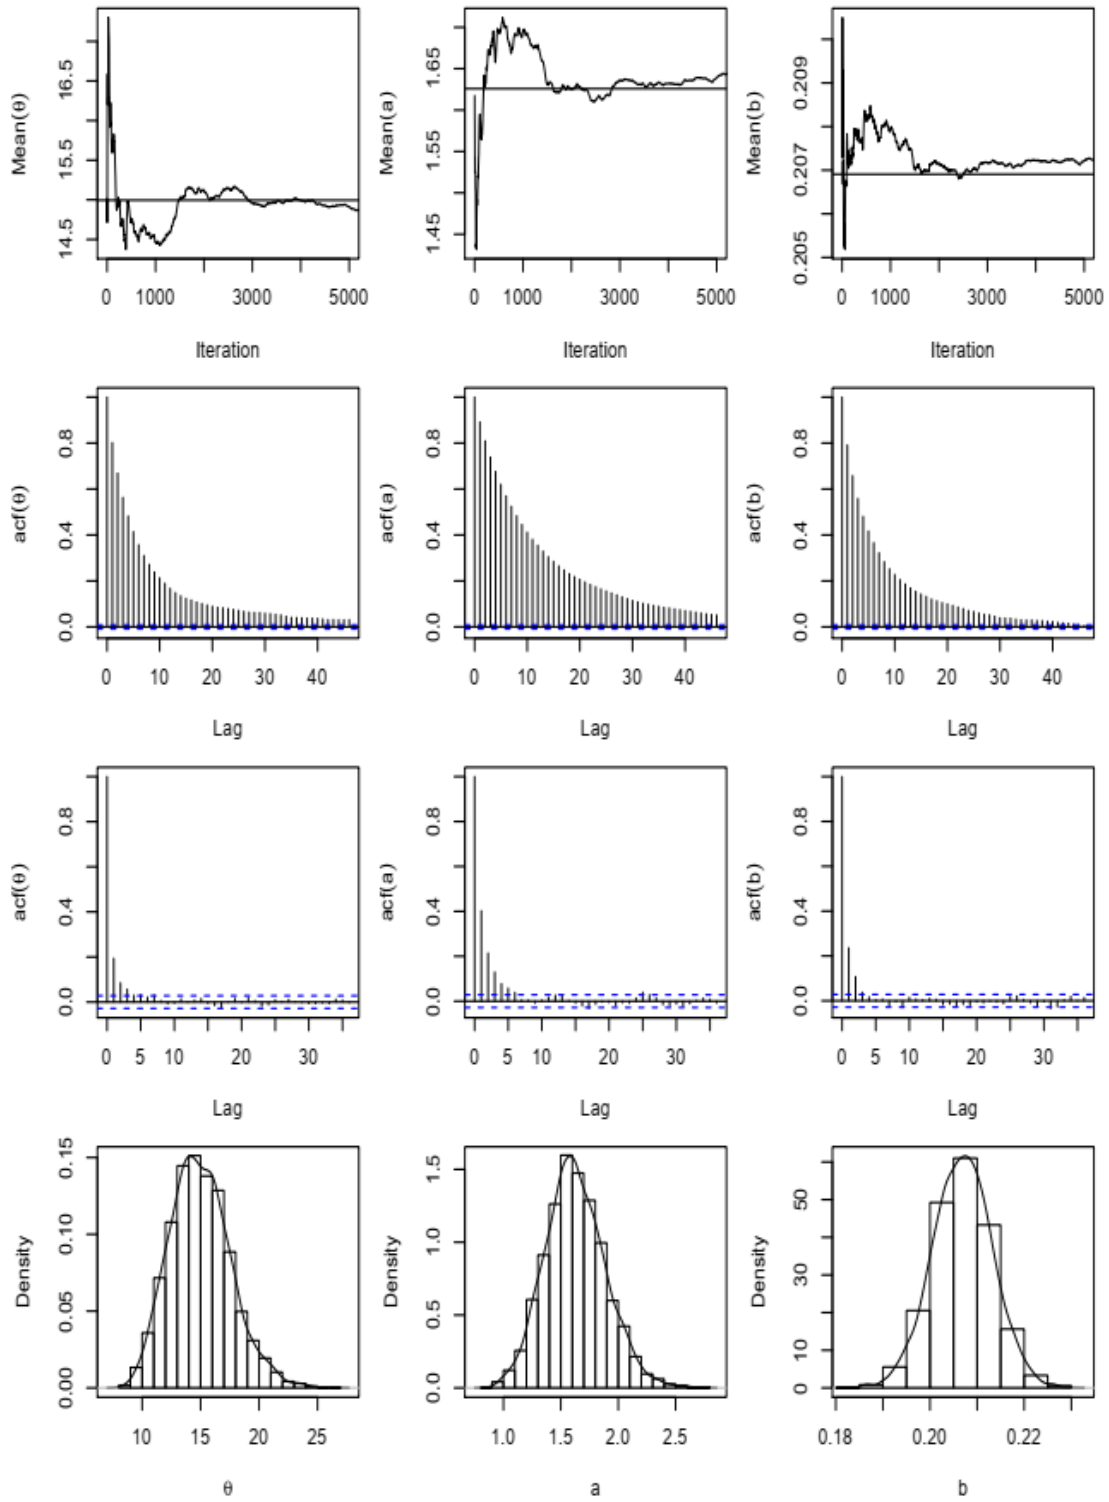 Mean(θ)
14.5 15.5 16.5
0 1000 3000 5000
Iteration
Mean(a)
1.45 1.55 1.65
0 1000 3000 5000
Iteration
Mean(b)
0.205 0.207 0.209
0 1000 3000 5000
Iteration
acf(θ)
0.0 0.4 0.8
0 10 20 30 40
Lag
acf(a)
0.0 0.4 0.8
0 10 20 30 40
Lag
acf(b)
0.0 0.4 0.8
0 10 20 30 40
Lag
acf(θ)
0.0 0.4 0.8
0 5 10 20 30
Lag
acf(a)
0.0 0.4 0.8
0 5 10 20 30
Lag
acf(b)
0.0 0.4 0.8
0 5 10 20 30
Lag
Density
0.00 0.05 0.10 0.15
10 15 20 25
θ
Density
0.0 0.5 1.0 1.5
1.0 1.5 2.0 2.5
a
Density
0 10 30 50
0.18 0.20 0.22
b